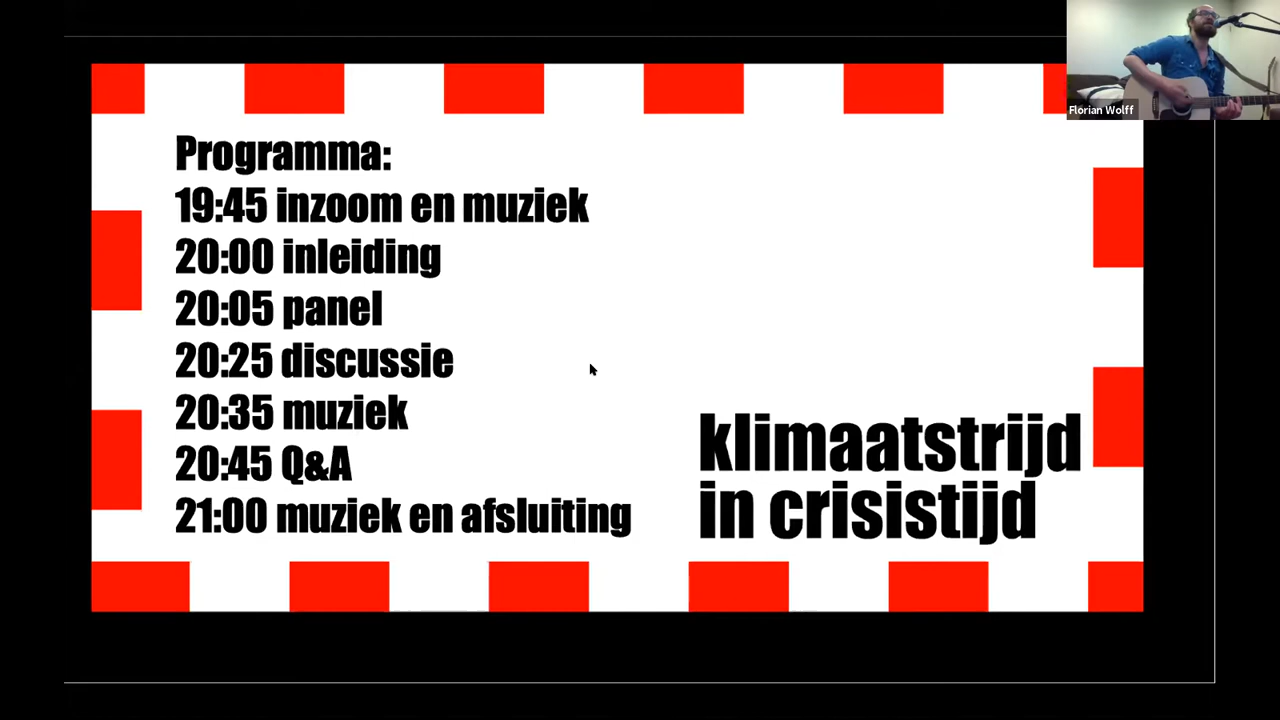 Programma:
19:45 inzoom en muziek
20:00 inleiding
20:05 panel
20:25 discussie
20:35 muziek
20:45 Q&A
21:00 muziek en afsluiting
klimaatstrijd
in crisistijd
Florian Wolff